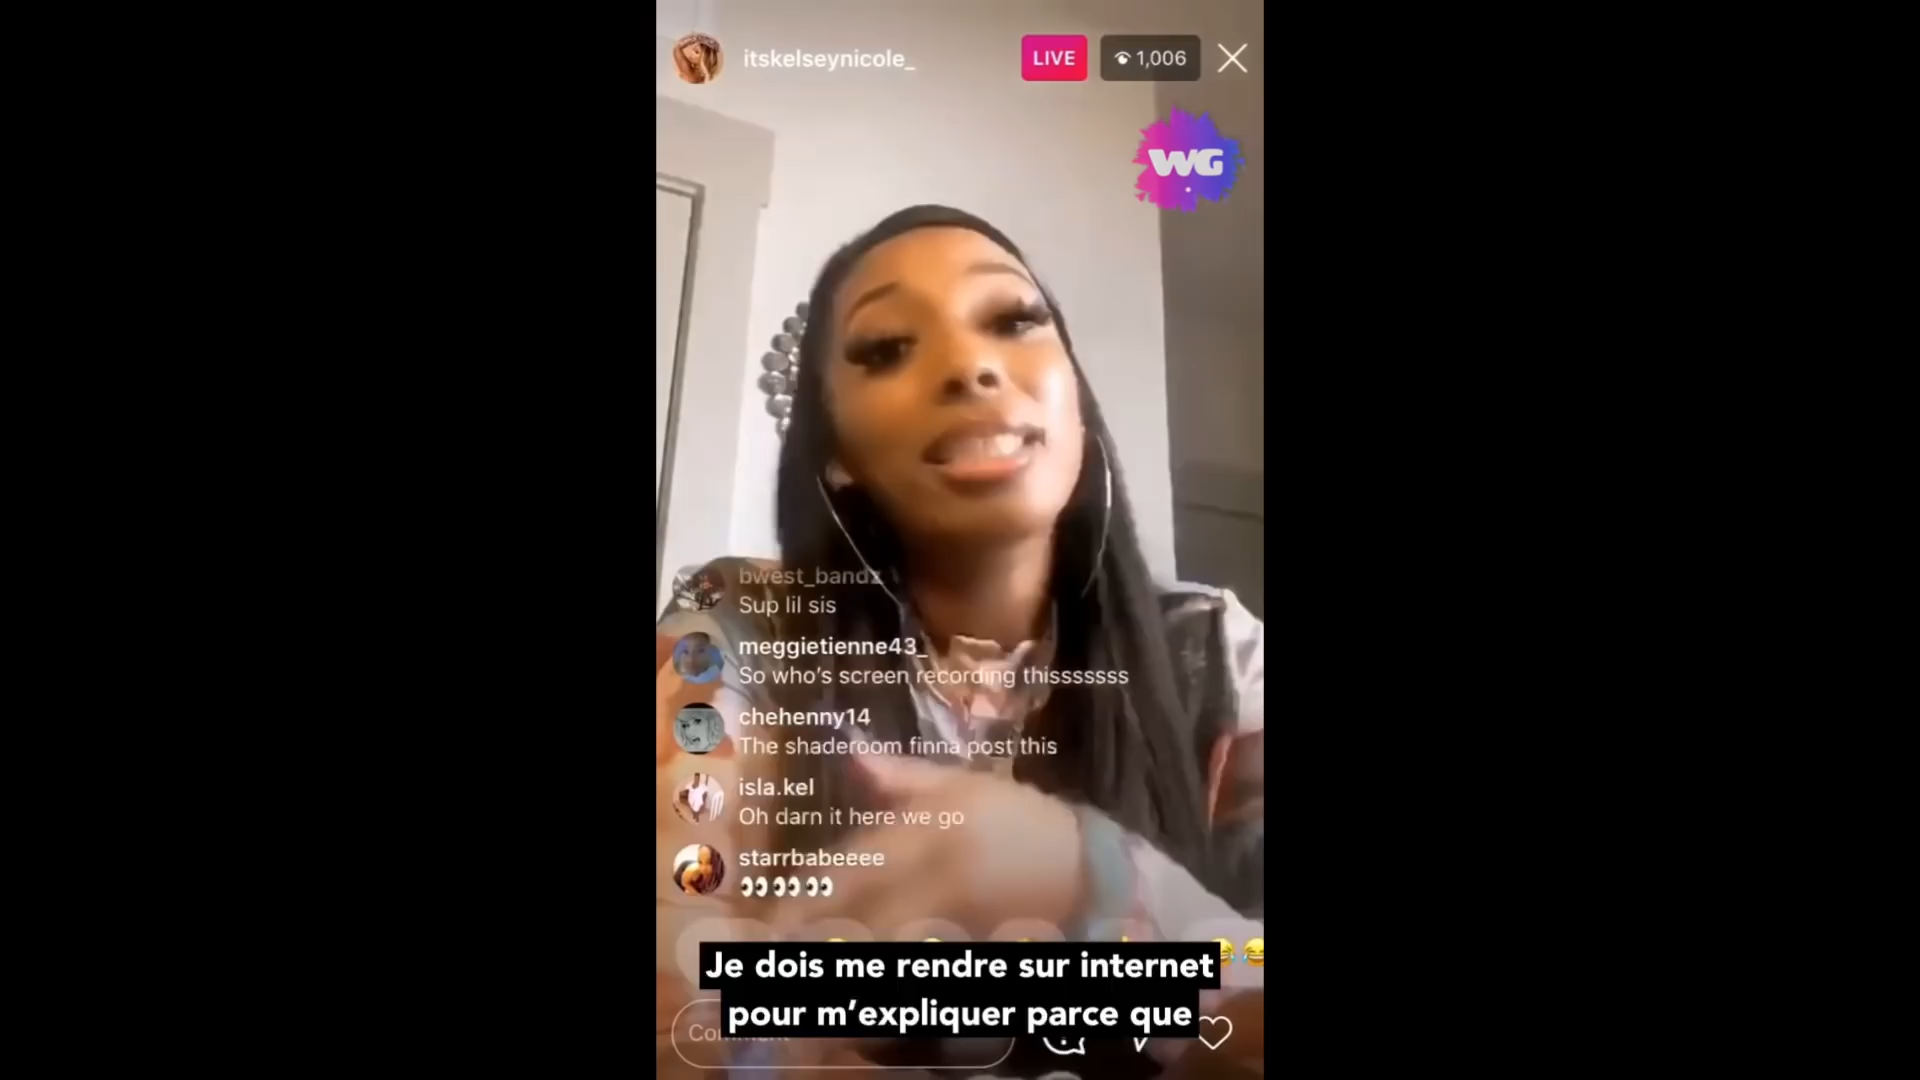 itskelseynicole_
LIVE
1,006
WG
bwest_bandz
Sup lil sis
meggietienne43_
So who's screen recording thisssssss
chehenny14
The shaderoom finna post this
isla.kel
Oh darn it here we go
starrbabeeee
👀👀👀
Je dois me rendre sur internet
pour m'expliquer parce que